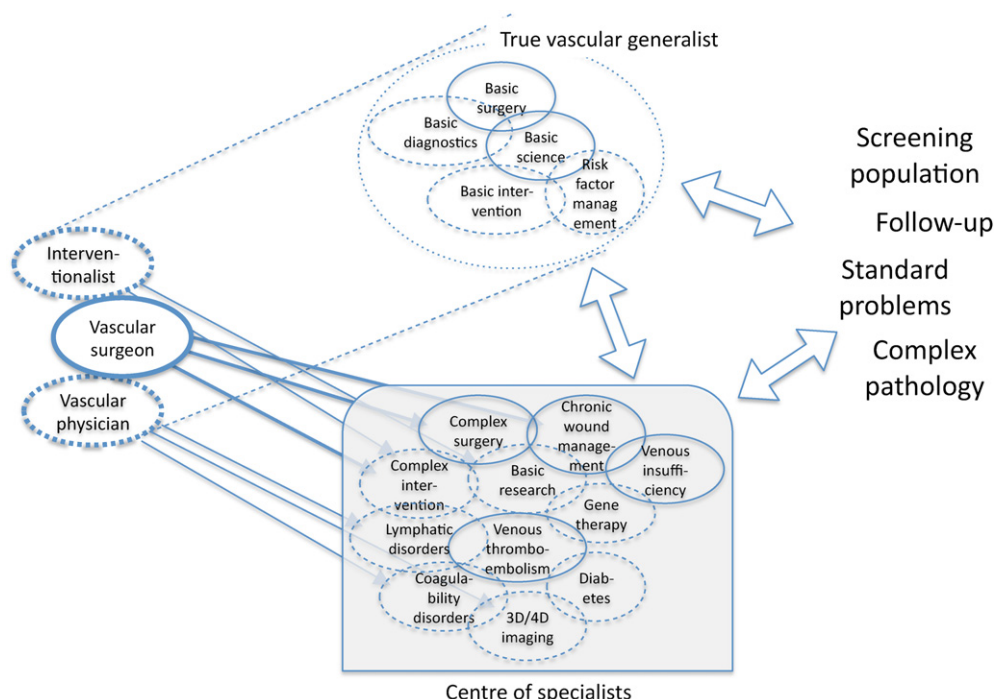 True vascular generalist
Basic
surgery
Basic
diagnostics
Basic
science
Basic inter-
vention
Risk
factor
manag
ement
Screening
population
Follow-up
Standard
problems
Complex
pathology
Interven-
tionalist
Vascular
surgeon
Vascular
physician
Complex
surgery
Chronic
wound
manage-
ment
Venous
insuffi-
ciency
Complex
inter-
vention
Basic
research
Gene
therapy
Lymphatic
disorders
Venous
thrombo-
embolism
Coagula-
bility
disorders
Diab-
etes
3D/4D
imaging
Centre of specialists